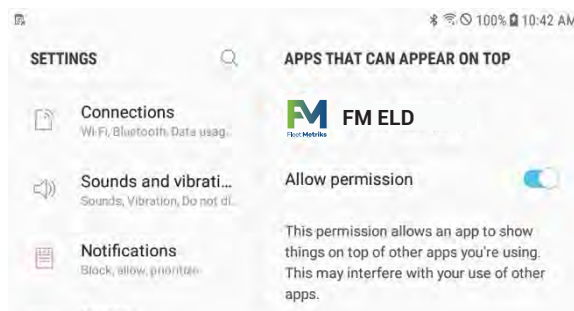 100% 10:42 AM
SETTINGS
Connections
Wi-Fi, Bluetooth, Data usag..
Sounds and vibrati...
Sounds, Vibration, Do not di..
Notifications
Block, allow, prioritize
APPS THAT CAN APPEAR ON TOP
FM
Fleet Metriks
FM ELD
Allow permission
This permission allows an app to show
things on top of other apps you're using.
This may interfere with your use of other
apps.